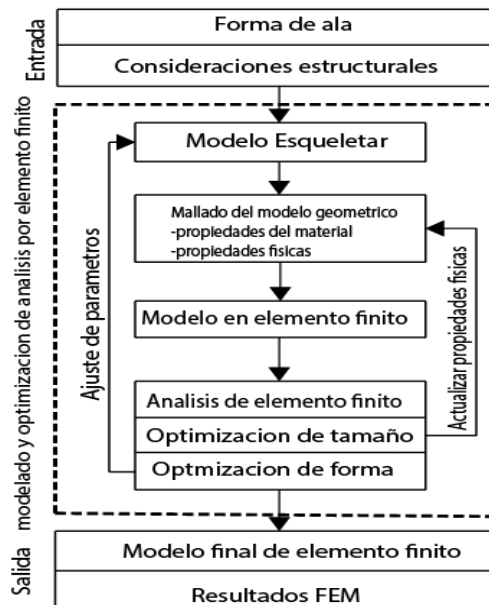 Entrada
Forma de ala
Consideraciones estructurales
modelado y optimizacion de analisis por elemento finito
Modelo Esqueletar
Mallado del modelo geometrico
-propiedades del material
-propiedades fisicas
Modelo en elemento finito
Analisis de elemento finito
Optimizacion de tamaño
Optmizacion de forma
Ajuste de parametros
Actualizar propiedades fisicas
Salida
Modelo final de elemento finito
Resultados FEM